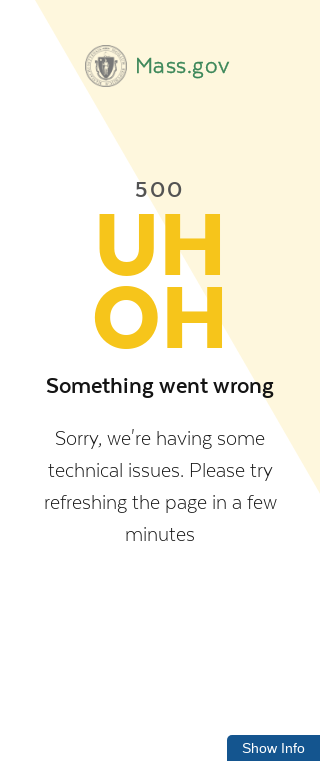 Mass.gov
500
UH
OH
Something went wrong
Sorry, we're having some
technical issues. Please try
refreshing the page in a few
minutes
Show Info